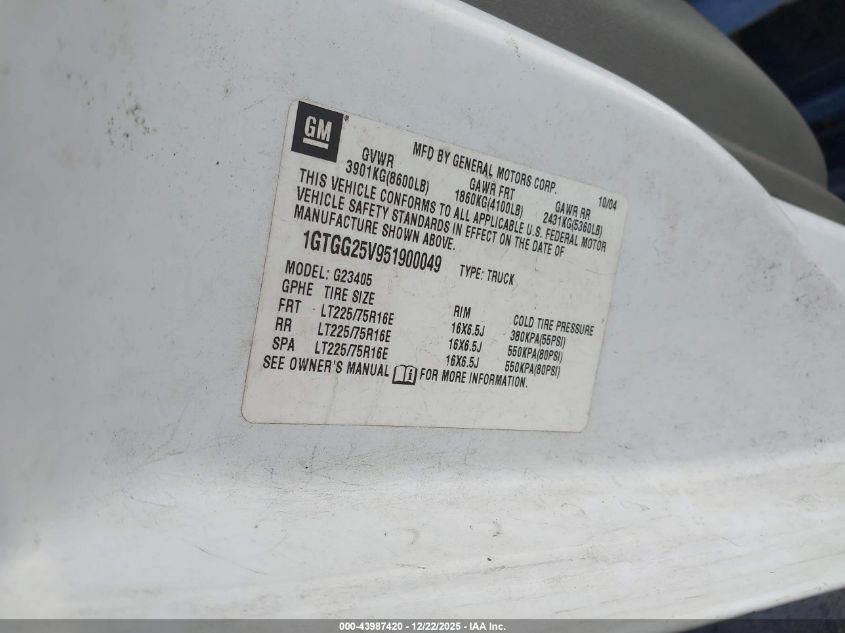 GM®
MFD BY GENERAL MOTORS CORP. 10/04
GVWR GAWR FRT GAWR RR
3901KG(8600LB) 1860KG(4100LB) 2431KG(5360LB)
THIS VEHICLE CONFORMS TO ALL APPLICABLE U.S. FEDERAL MOTOR
VEHICLE SAFETY STANDARDS IN EFFECT ON THE DATE OF
MANUFACTURE SHOWN ABOVE.
1GTGG25V951900049 TYPE: TRUCK
MODEL: G23405
GPHE TIRE SIZE RIM COLD TIRE PRESSURE
FRT LT225/75R16E 16X6.5J 380KPA(55PSI)
RR LT225/75R16E 16X6.5J 550KPA(80PSI)
SPA LT225/75R16E 16X6.5J 550KPA(80PSI)
SEE OWNER'S MANUAL FOR MORE INFORMATION.
000-43987420 - 12/22/2025 - IAA Inc.